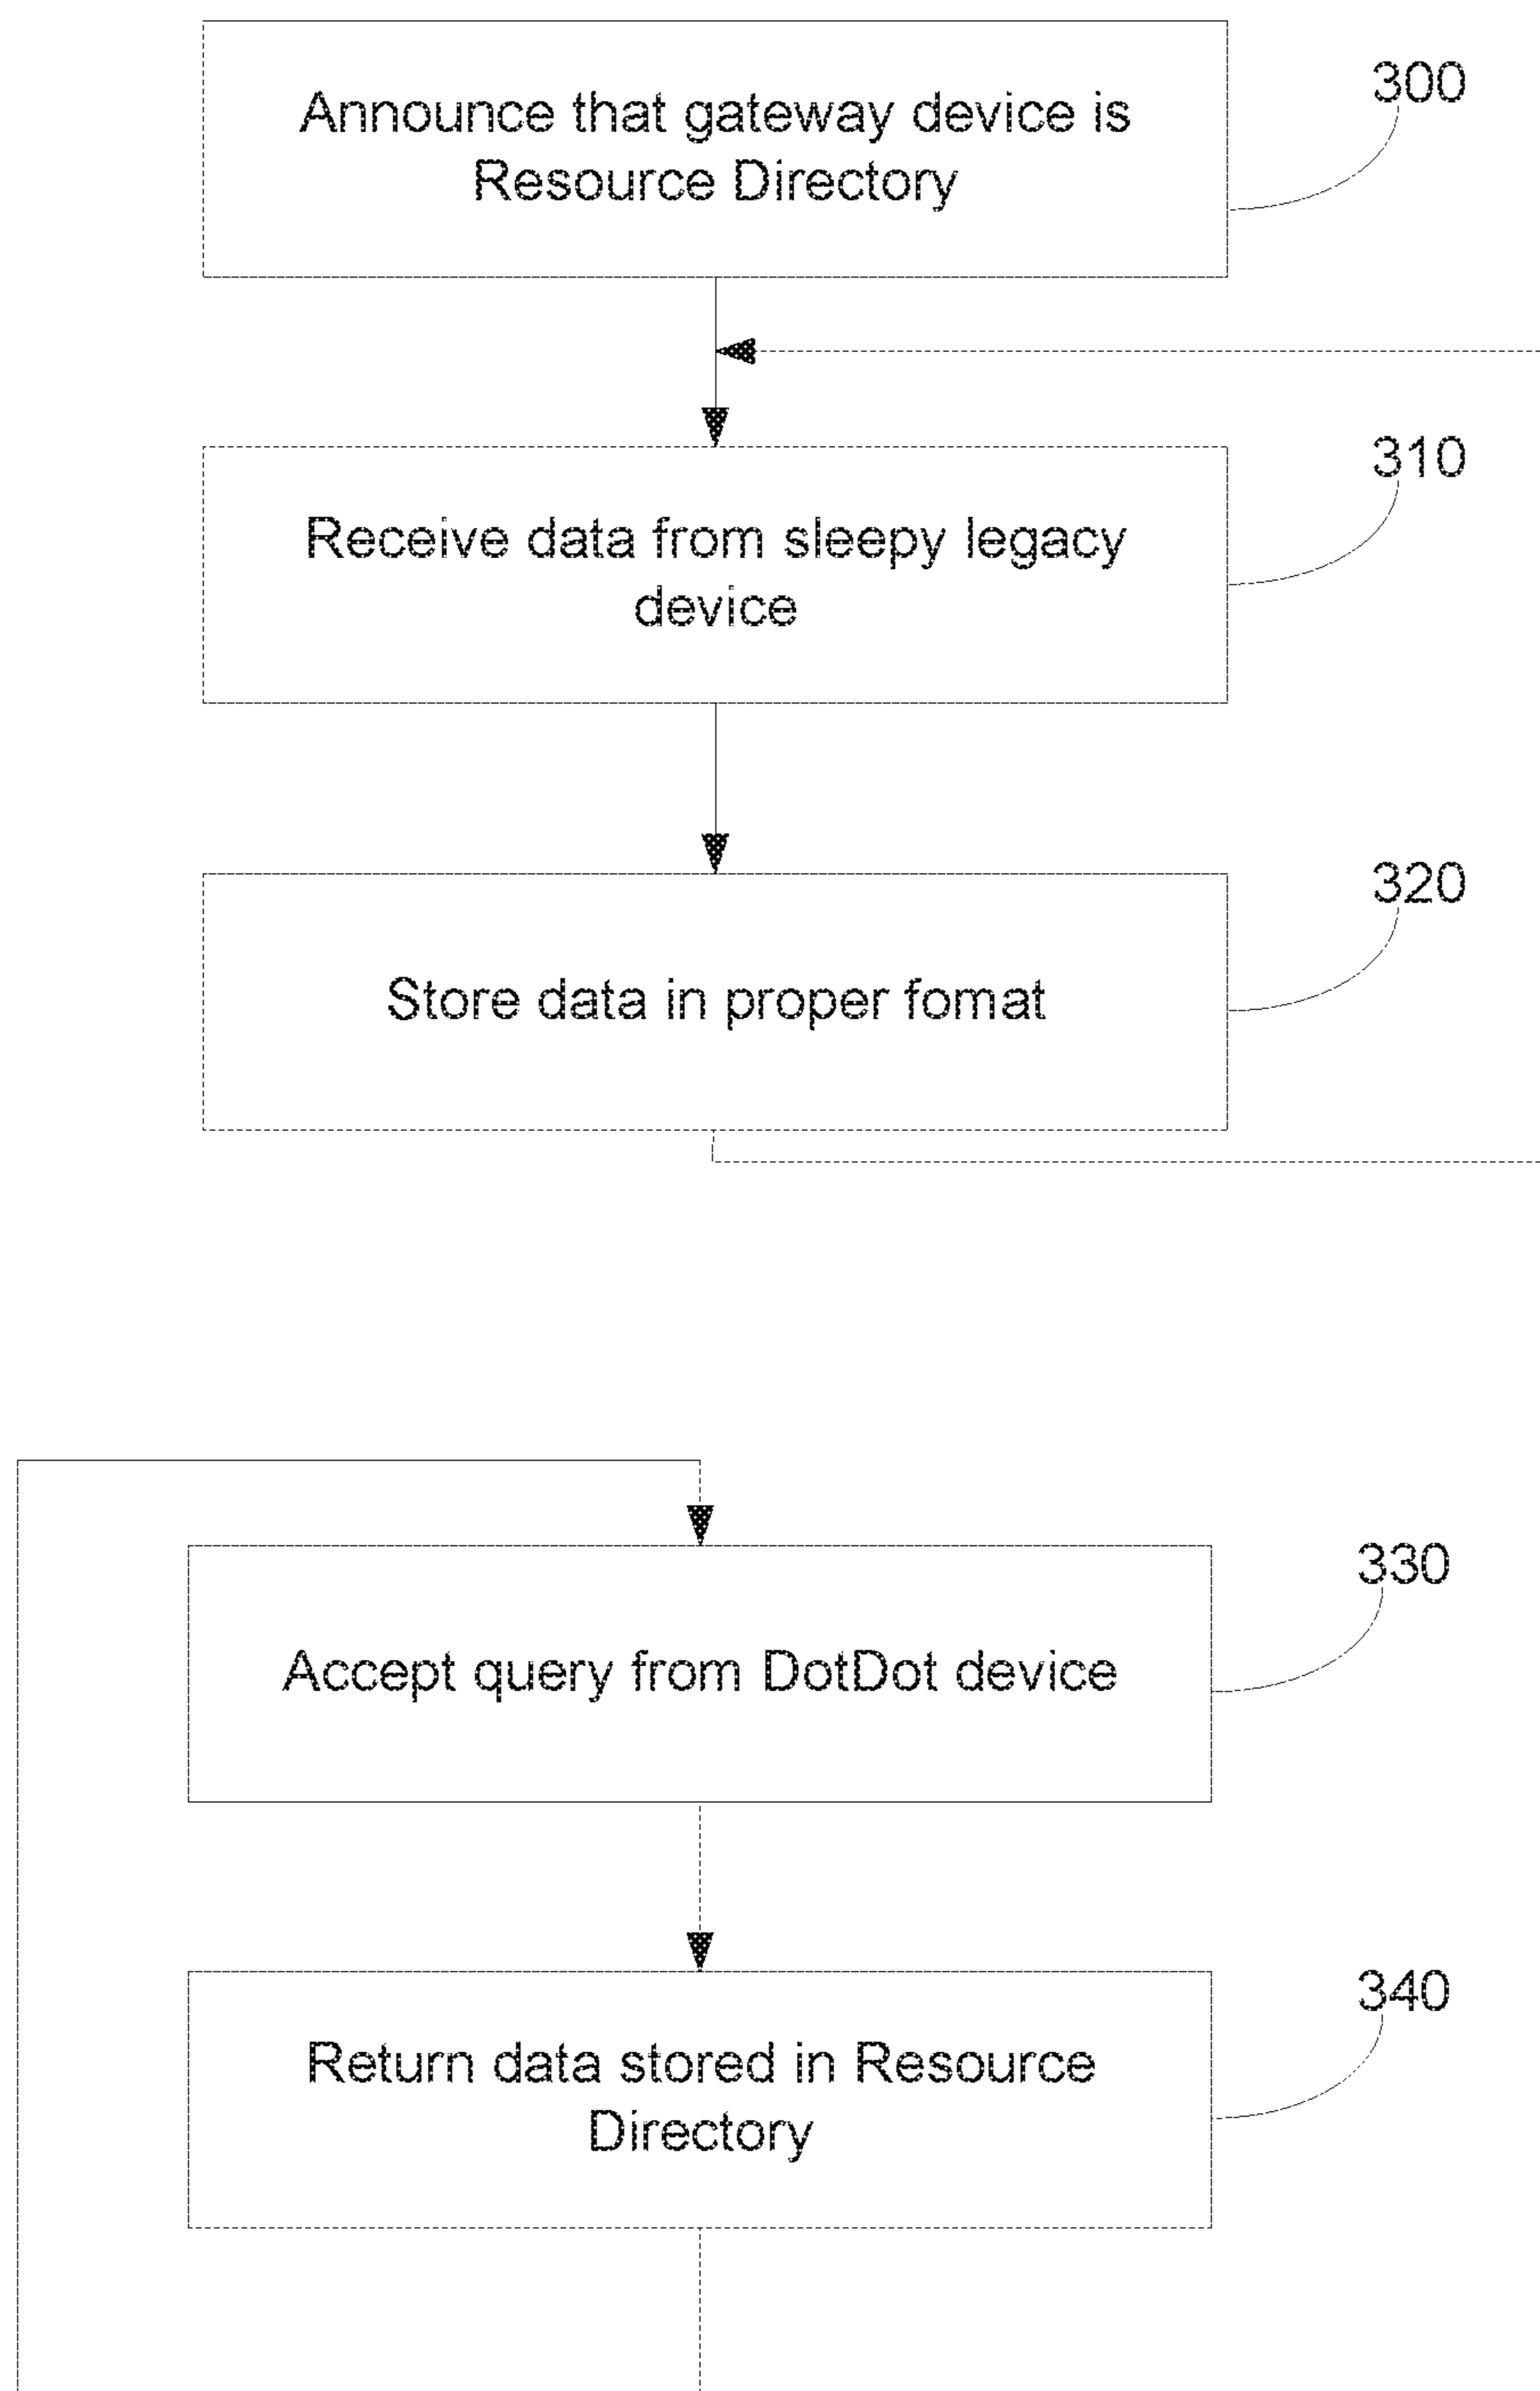 Announce that gateway device is
Resource Directory
300
Receive data from sleepy legacy
device
310
Store data in proper fomat
320
Accept query from DotDot device
330
Return data stored in Resource
Directory
340